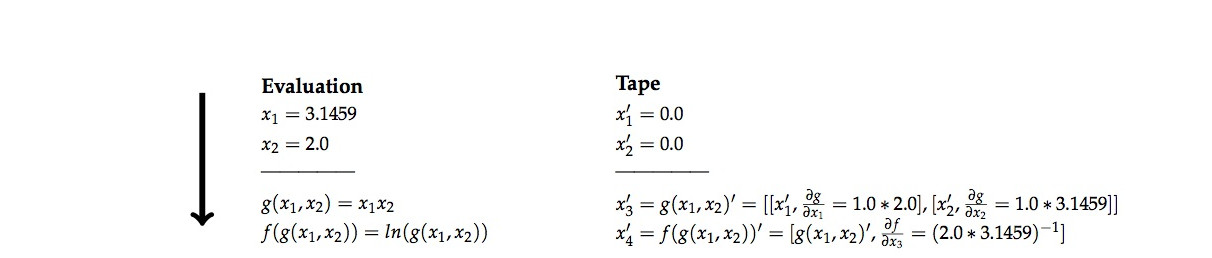 Evaluation
x₁ = 3.1459
x₂ = 2.0
g(x₁, x₂) = x₁x₂
f(g(x₁, x₂)) = ln(g(x₁, x₂))
Tape
x′₁ = 0.0
x′₂ = 0.0
x′₃ = g(x₁, x₂)′ = [[x′₁, ∂g/∂x₁ = 1.0 * 2.0], [x′₂, ∂g/∂x₂ = 1.0 * 3.1459]]
x′₄ = f(g(x₁, x₂))′ = [g(x₁, x₂)′, ∂f/∂x₃ = (2.0 * 3.1459)⁻¹]